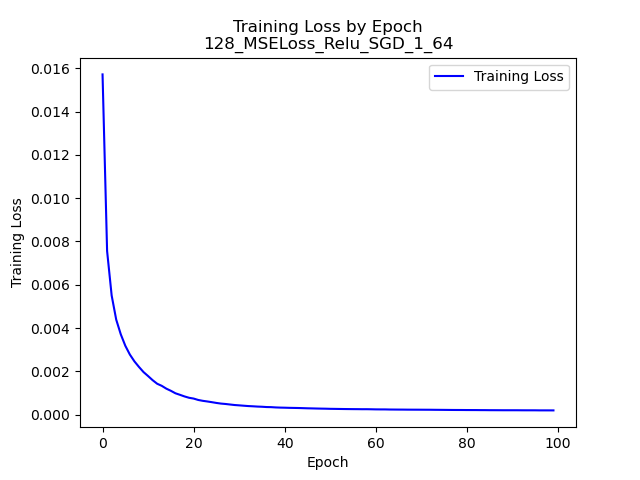 Training Loss by Epoch
128_MSELoss_Relu_SGD_1_64
Training Loss
0.016
0.014
0.012
0.010
0.008
0.006
0.004
0.002
0.000
Training Loss
0 20 40 60 80 100
Epoch